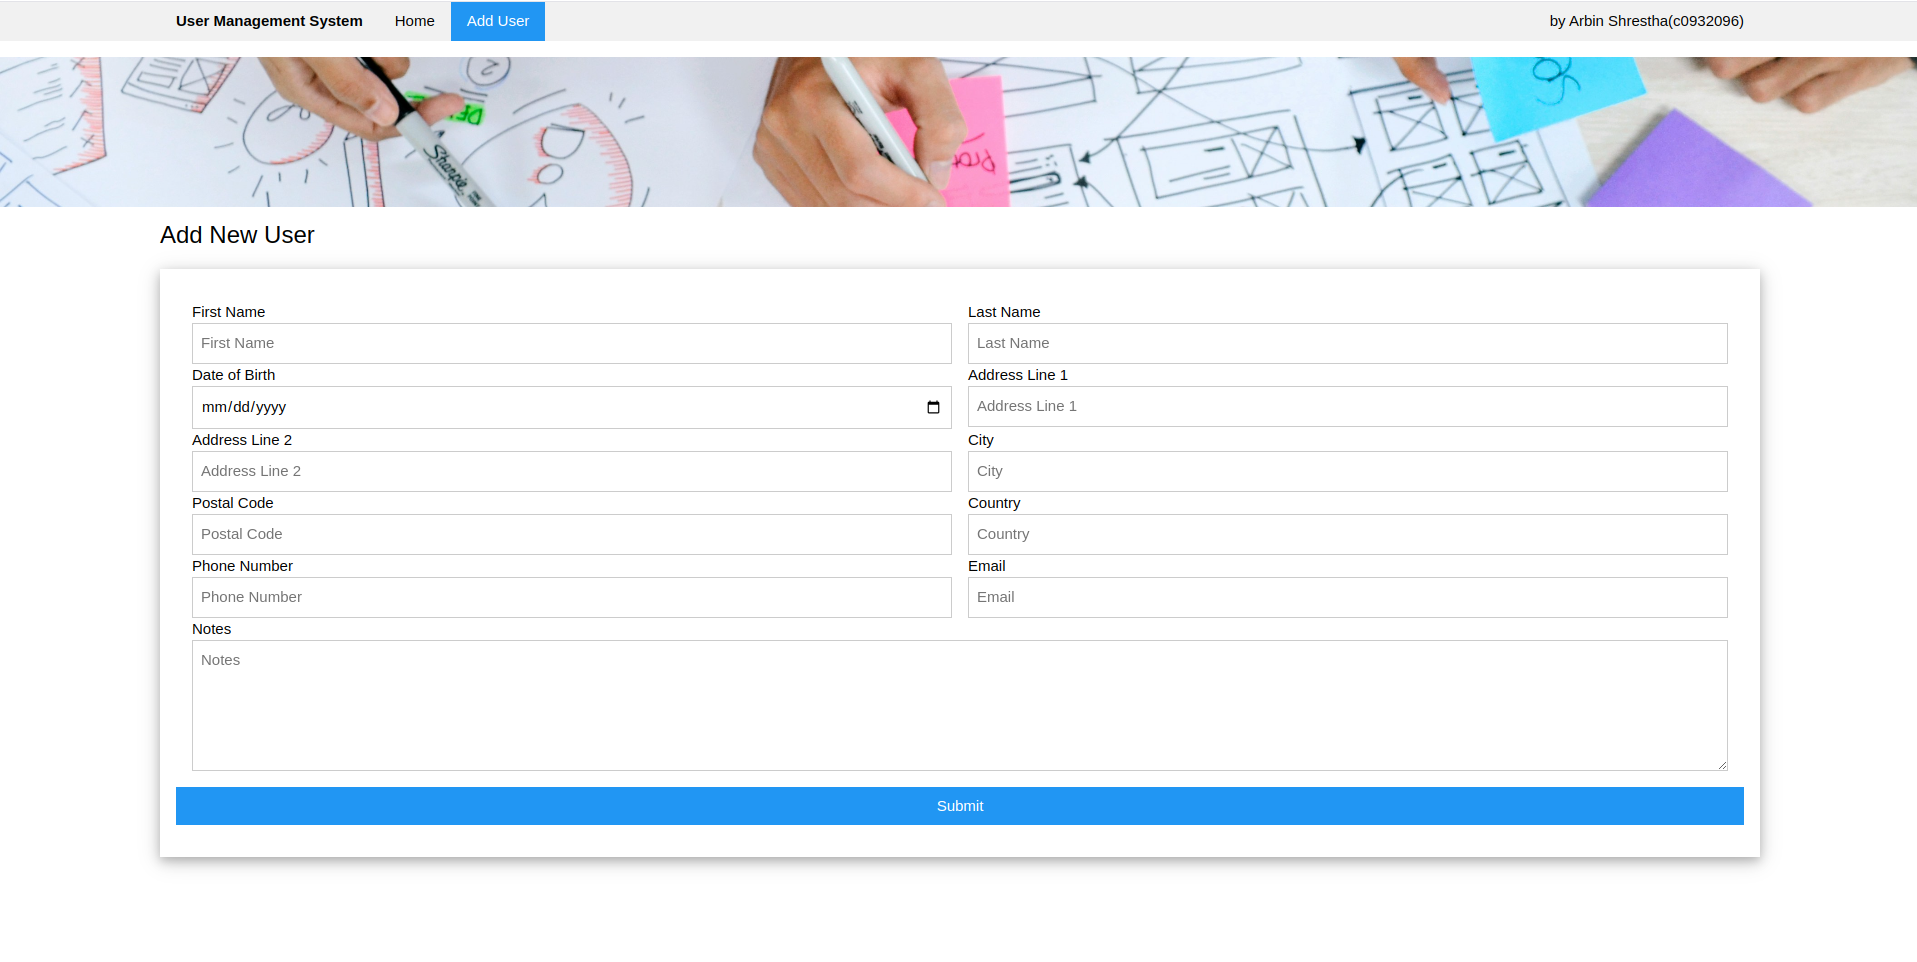 User Management System Home Add User by Arbin Shrestha(c0932096)
2
Sharpie
Add New User
First Name Last Name
First Name Last Name
Date of Birth Address Line 1
mm/dd/yyyy Address Line 1
Address Line 2 City
Address Line 2 City
Postal Code Country
Postal Code Country
Phone Number Email
Phone Number Email
Notes
Notes
Submit